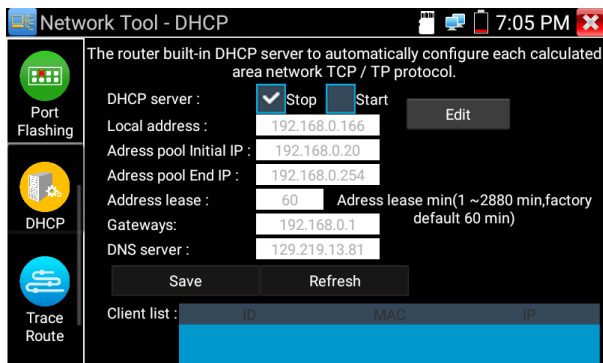 Network Tool - DHCP
7:05 PM
The router built-in DHCP server to automatically configure each calculated
area network TCP / TP protocol.
Port
Flashing
DHCP
Trace
Route
DHCP server :
Stop
Start
Edit
Local address :
192.168.0.166
Adress pool Initial IP :
192.168.0.20
Adress pool End IP :
192.168.0.254
Address lease :
60
Adress lease min(1 ~2880 min,factory
default 60 min)
Gateways:
192.168.0.1
DNS server :
129.219.13.81
Save
Refresh
Client list :
ID
MAC
IP